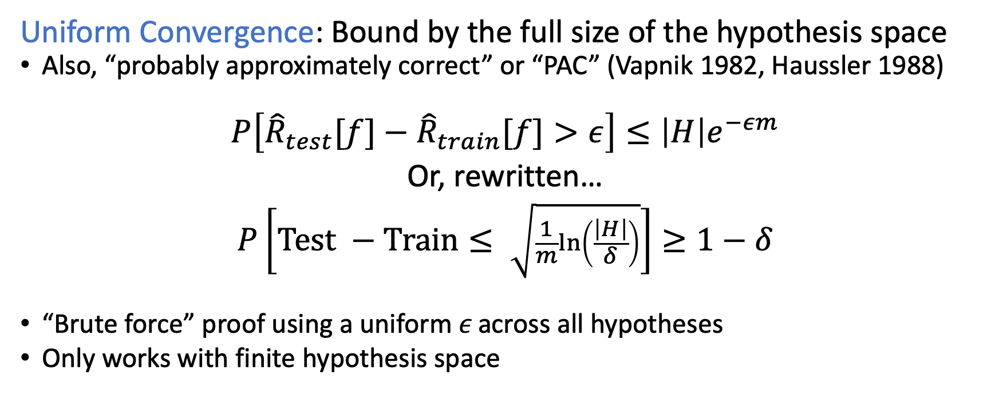 Uniform Convergence: Bound by the full size of the hypothesis space
• Also, “probably approximately correct” or “PAC” (Vapnik 1982, Haussler 1988)
$P\left[\hat{R}_{test}[f] - \hat{R}_{train}[f] > \epsilon\right] \leq |H|e^{-\epsilon m}$
Or, rewritten…
$P\left[\text{Test } - \text{Train} \leq \sqrt{\frac{1}{m}\ln\left(\frac{|H|}{\delta}\right)}\right] \geq 1 - \delta$
• “Brute force” proof using a uniform ϵ across all hypotheses
• Only works with finite hypothesis space